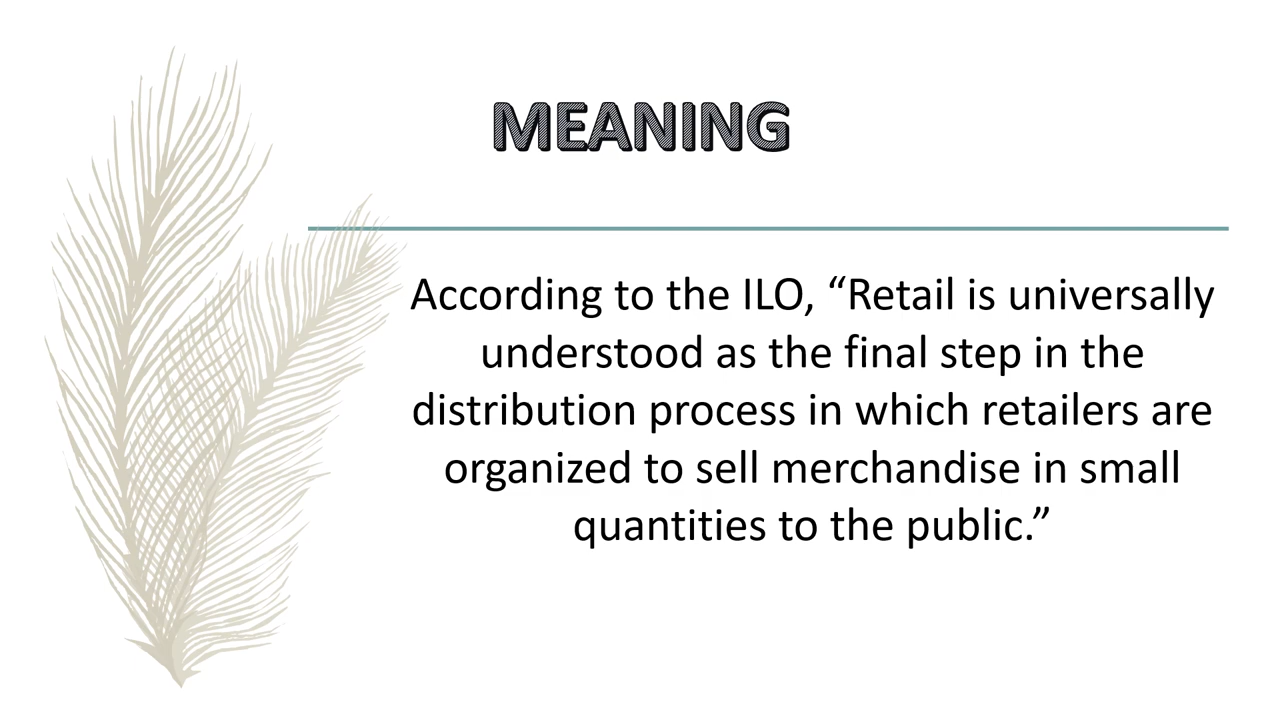 MEANING
According to the ILO, “Retail is universally
understood as the final step in the
distribution process in which retailers are
organized to sell merchandise in small
quantities to the public.”